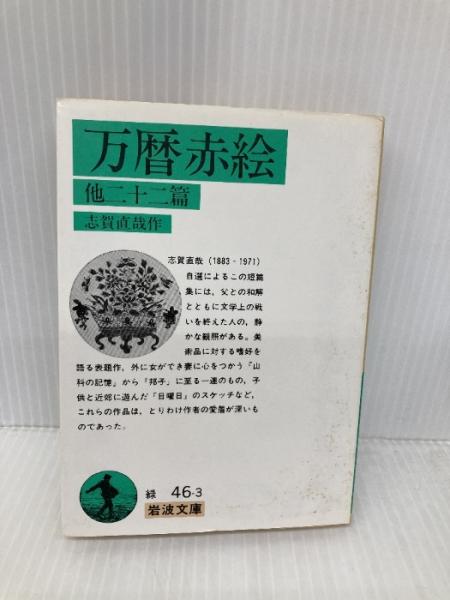 万暦赤絵
他二十二篇
志賀直哉作
志賀直哉(1883-1971)
自選によるこの短篇
集には、父との和解
とともに文学上の戦
いを終えた人の、静
かな観照がある。美
術品に対する嗜好を
語る表題作、外に女ができ妻に心をつかう「山
科の記憶」から「邦子」に至る一連のもの、子
供と近郊に遊んだ「日曜日」のスケッチなど、
これらの作品は、とりわけ作者の愛着が深いも
のであった。
緑 46-3
岩波文庫